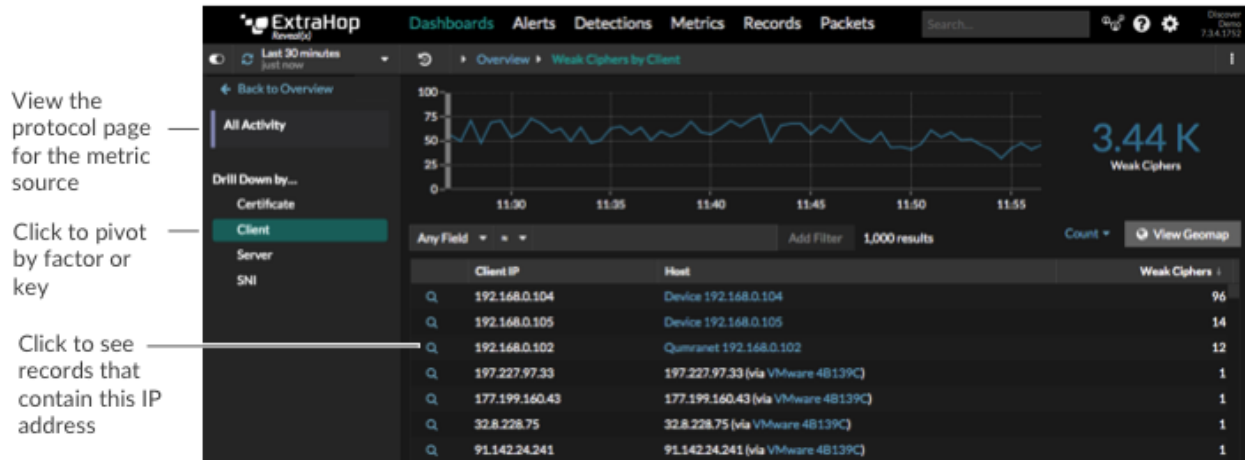 ExtraHop
Reveal(x)
Dashboards Alerts Detections Metrics Records Packets Search... Discover
Demo
7.3.4.1752
Last 30 minutes
just now
Overview Weak Ciphers by Client
Back to Overview
All Activity
Drill Down by...
Certificate
Client
Server
SNI
View the
protocol page
for the metric
source
Click to pivot
by factor or
key
Click to see
records that
contain this IP
address
100
75
50
25
0
11:30 11:35 11:40 11:45 11:50 11:55
3.44 K
Weak Ciphers
Any Field = Add Filter 1,000 results Count View Geomap
Client IP Host Weak Ciphers ↓
192.168.0.104 Device 192.168.0.104 96
192.168.0.105 Device 192.168.0.105 14
192.168.0.102 Qumranet 192.168.0.102 12
197.227.97.33 197.227.97.33 (via VMware 4B139C) 1
177.199.160.43 177.199.160.43 (via VMware 4B139C) 1
32.8.228.75 32.8.228.75 (via VMware 4B139C) 1
91.142.24.241 91.142.24.241 (via VMware 4B139C) 1